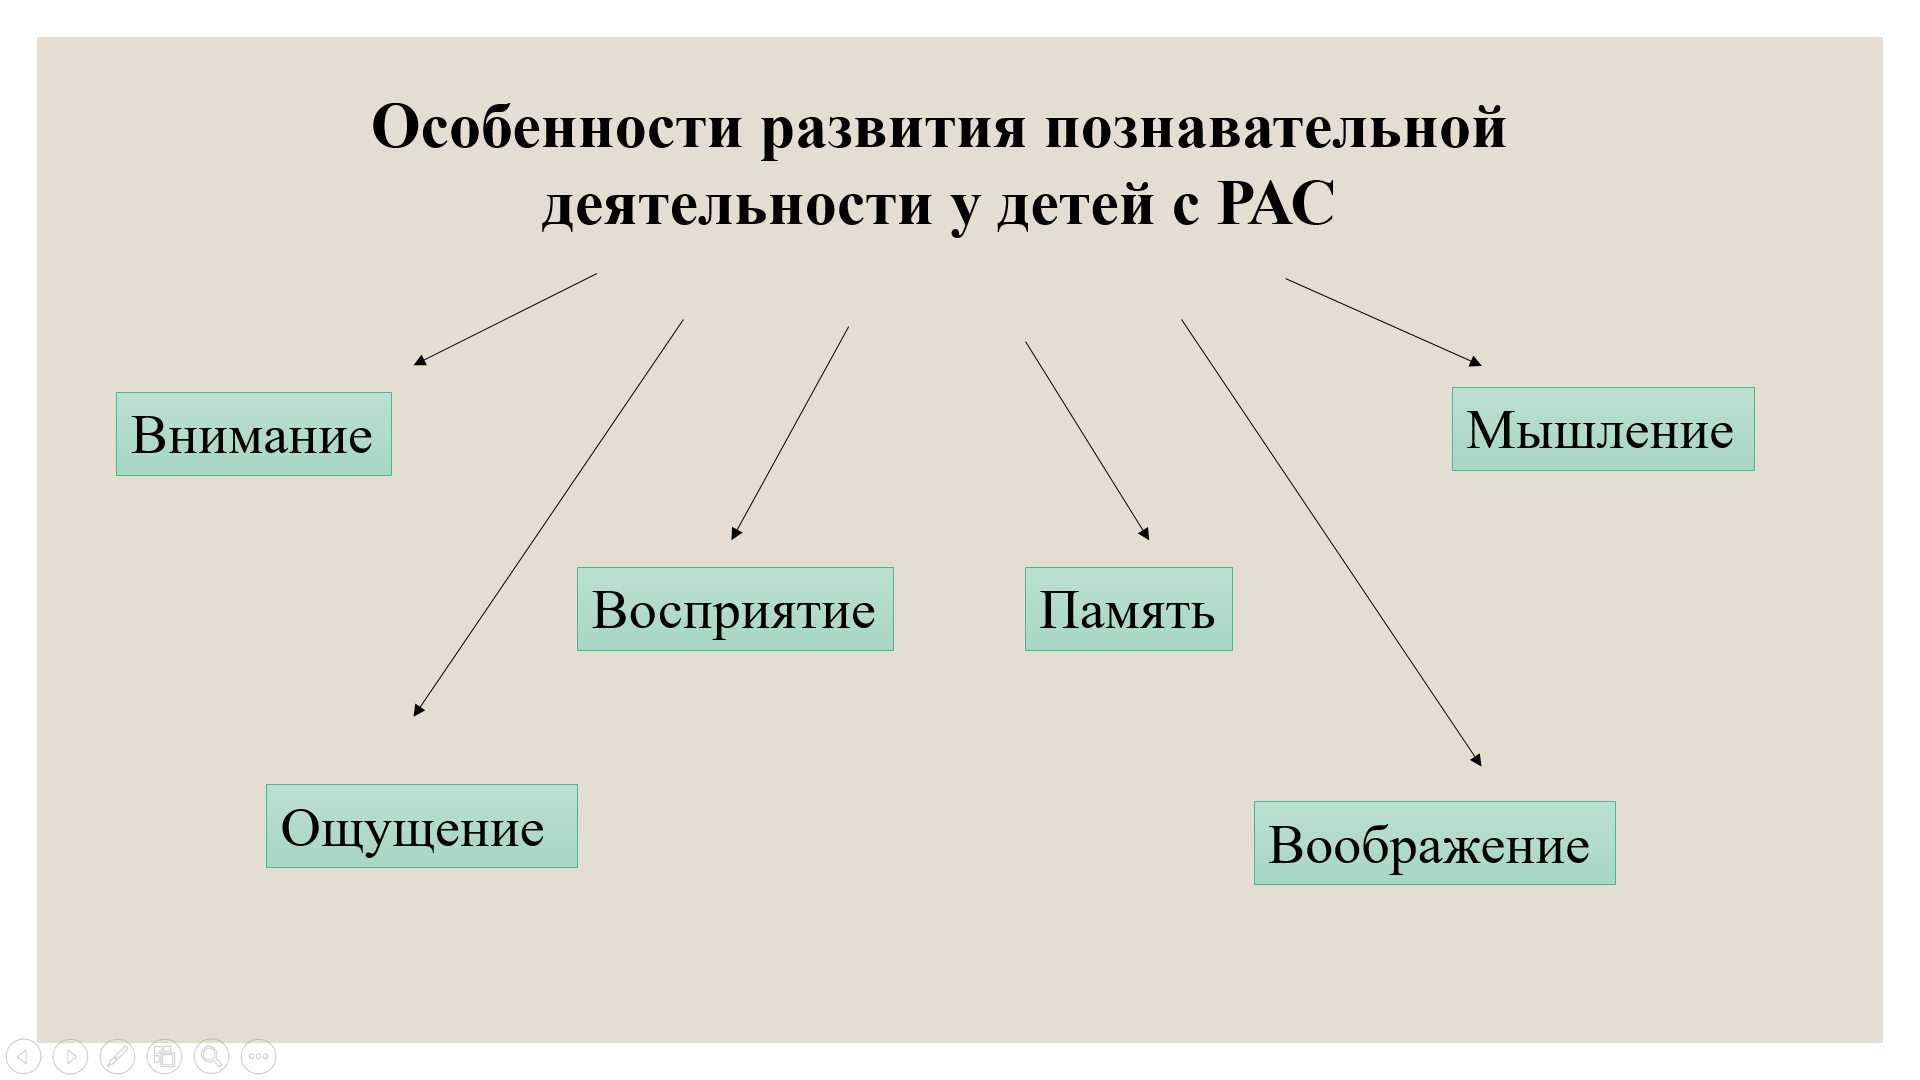 Особенности развития познавательной
деятельности у детей с РАС
Внимание
Мышление
Восприятие
Память
Ощущение
Воображение